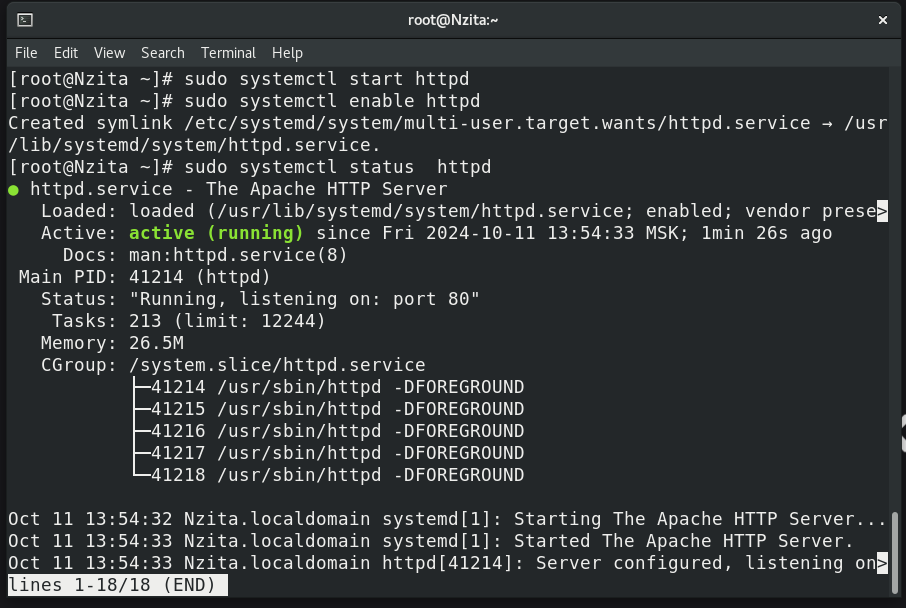 root@Nzita:~
File Edit View Search Terminal Help
[root@Nzita ~]# sudo systemctl start httpd
[root@Nzita ~]# sudo systemctl enable httpd
Created symlink /etc/systemd/system/multi-user.target.wants/httpd.service → /usr
/lib/systemd/system/httpd.service.
[root@Nzita ~]# sudo systemctl status  httpd
● httpd.service - The Apache HTTP Server
   Loaded: loaded (/usr/lib/systemd/system/httpd.service; enabled; vendor prese>
   Active: active (running) since Fri 2024-10-11 13:54:33 MSK; 1min 26s ago
     Docs: man:httpd.service(8)
 Main PID: 41214 (httpd)
   Status: "Running, listening on: port 80"
    Tasks: 213 (limit: 12244)
   Memory: 26.5M
   CGroup: /system.slice/httpd.service
           ├─41214 /usr/sbin/httpd -DFOREGROUND
           ├─41215 /usr/sbin/httpd -DFOREGROUND
           ├─41216 /usr/sbin/httpd -DFOREGROUND
           ├─41217 /usr/sbin/httpd -DFOREGROUND
           └─41218 /usr/sbin/httpd -DFOREGROUND
Oct 11 13:54:32 Nzita.localdomain systemd[1]: Starting The Apache HTTP Server...
Oct 11 13:54:33 Nzita.localdomain systemd[1]: Started The Apache HTTP Server.
Oct 11 13:54:33 Nzita.localdomain httpd[41214]: Server configured, listening on>
lines 1-18/18 (END)